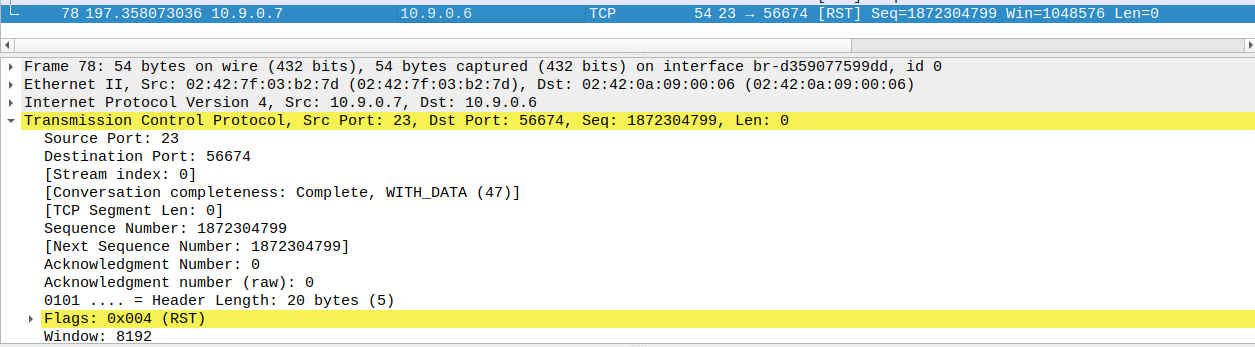 78 197.358073036 10.9.0.7 10.9.0.6 TCP 54 23 → 56674 [RST] Seq=1872304799 Win=1048576 Len=0
Frame 78: 54 bytes on wire (432 bits), 54 bytes captured (432 bits) on interface br-d359077599dd, id 0
Ethernet II, Src: 02:42:7f:03:b2:7d (02:42:7f:03:b2:7d), Dst: 02:42:0a:09:00:06 (02:42:0a:09:00:06)
Internet Protocol Version 4, Src: 10.9.0.7, Dst: 10.9.0.6
Transmission Control Protocol, Src Port: 23, Dst Port: 56674, Seq: 1872304799, Len: 0
Source Port: 23
Destination Port: 56674
[Stream index: 0]
[Conversation completeness: Complete, WITH_DATA (47)]
[TCP Segment Len: 0]
Sequence Number: 1872304799
[Next Sequence Number: 1872304799]
Acknowledgment Number: 0
Acknowledgment number (raw): 0
0101 .... = Header Length: 20 bytes (5)
Flags: 0x004 (RST)
Window: 8192